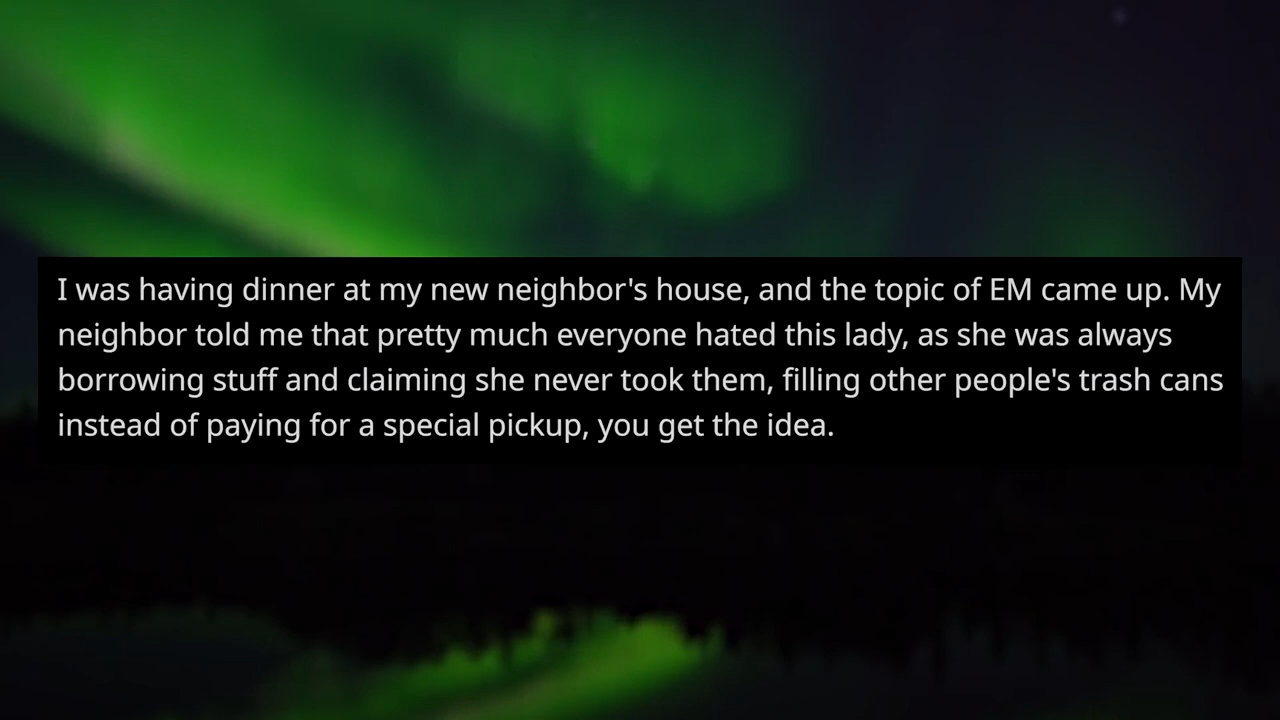 I was having dinner at my new neighbor's house, and the topic of EM came up. My
neighbor told me that pretty much everyone hated this lady, as she was always
borrowing stuff and claiming she never took them, filling other people's trash cans
instead of paying for a special pickup, you get the idea.